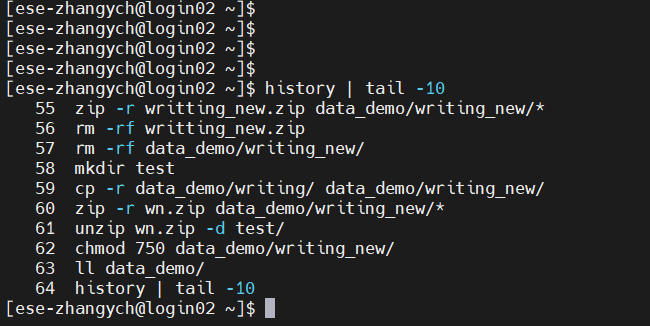 [ese-zhangych@login02 ~]$
[ese-zhangych@login02 ~]$
[ese-zhangych@login02 ~]$
[ese-zhangych@login02 ~]$
[ese-zhangych@login02 ~]$ history | tail -10
   55  zip -r writting_new.zip data_demo/writing_new/*
   56  rm -rf writting_new.zip
   57  rm -rf data_demo/writing_new/
   58  mkdir test
   59  cp -r data_demo/writing/ data_demo/writing_new/
   60  zip -r wn.zip data_demo/writing_new/*
   61  unzip wn.zip -d test/
   62  chmod 750 data_demo/writing_new/
   63  ll data_demo/
   64  history | tail -10
[ese-zhangych@login02 ~]$